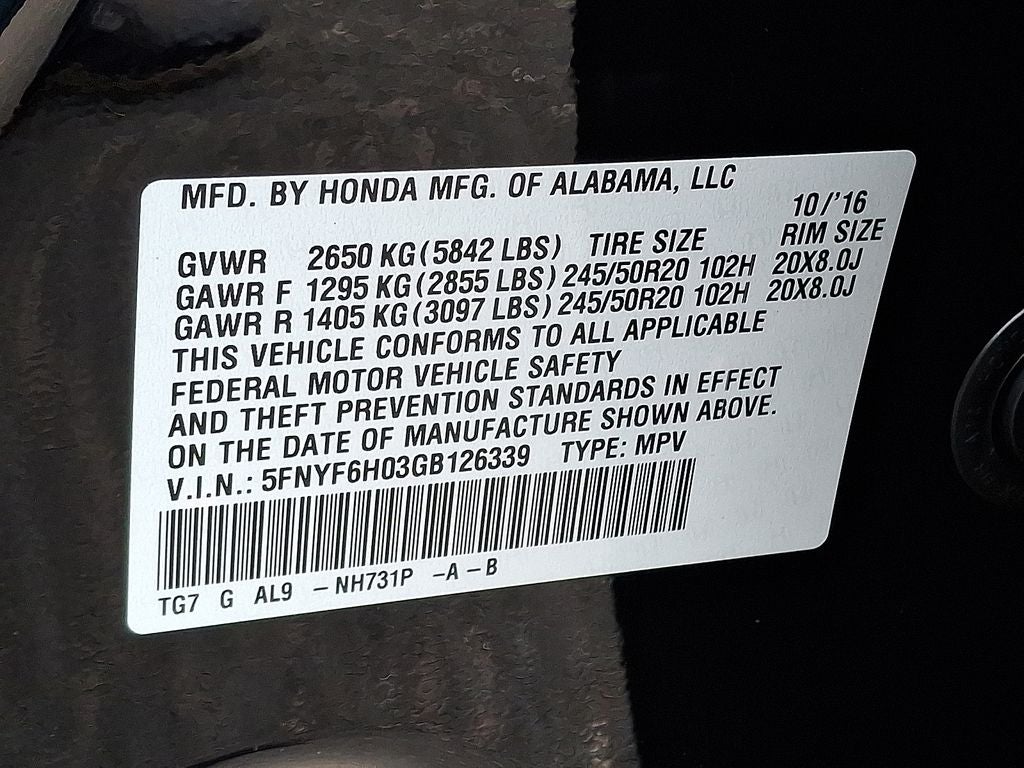 MFD. BY HONDA MFG. OF ALABAMA, LLC
10/'16
GVWR 2650 KG (5842 LBS) TIRE SIZE RIM SIZE
GAWR F 1295 KG (2855 LBS) 245/50R20 102H 20X8.0J
GAWR R 1405 KG (3097 LBS) 245/50R20 102H 20X8.0J
THIS VEHICLE CONFORMS TO ALL APPLICABLE
FEDERAL MOTOR VEHICLE SAFETY
AND THEFT PREVENTION STANDARDS IN EFFECT
ON THE DATE OF MANUFACTURE SHOWN ABOVE.
V.I.N.: 5FNYF6H03GB126339 TYPE: MPV
TG7 G AL9 – NH731P –A – B